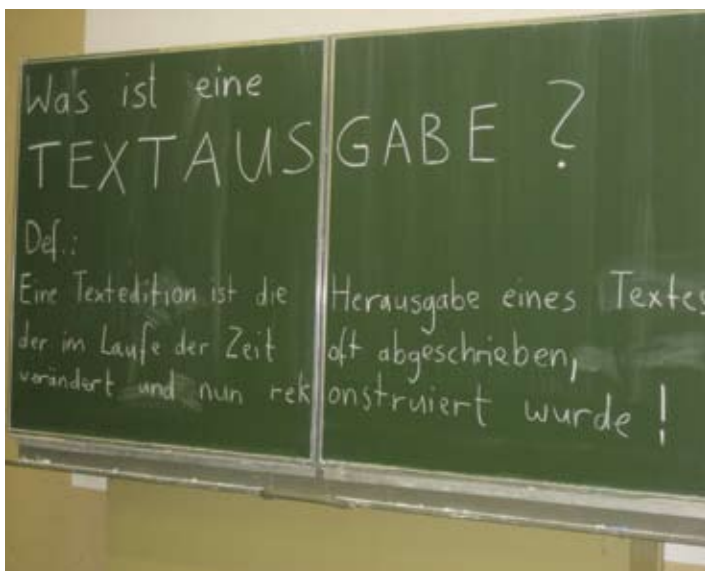 Was ist eine
TEXTAUSGABE ?
Def.:
Eine Textedition ist die Herausgabe eines Textes
der im Laufe der Zeit oft abgeschrieben,
verändert und nun rekonstruiert wurde !